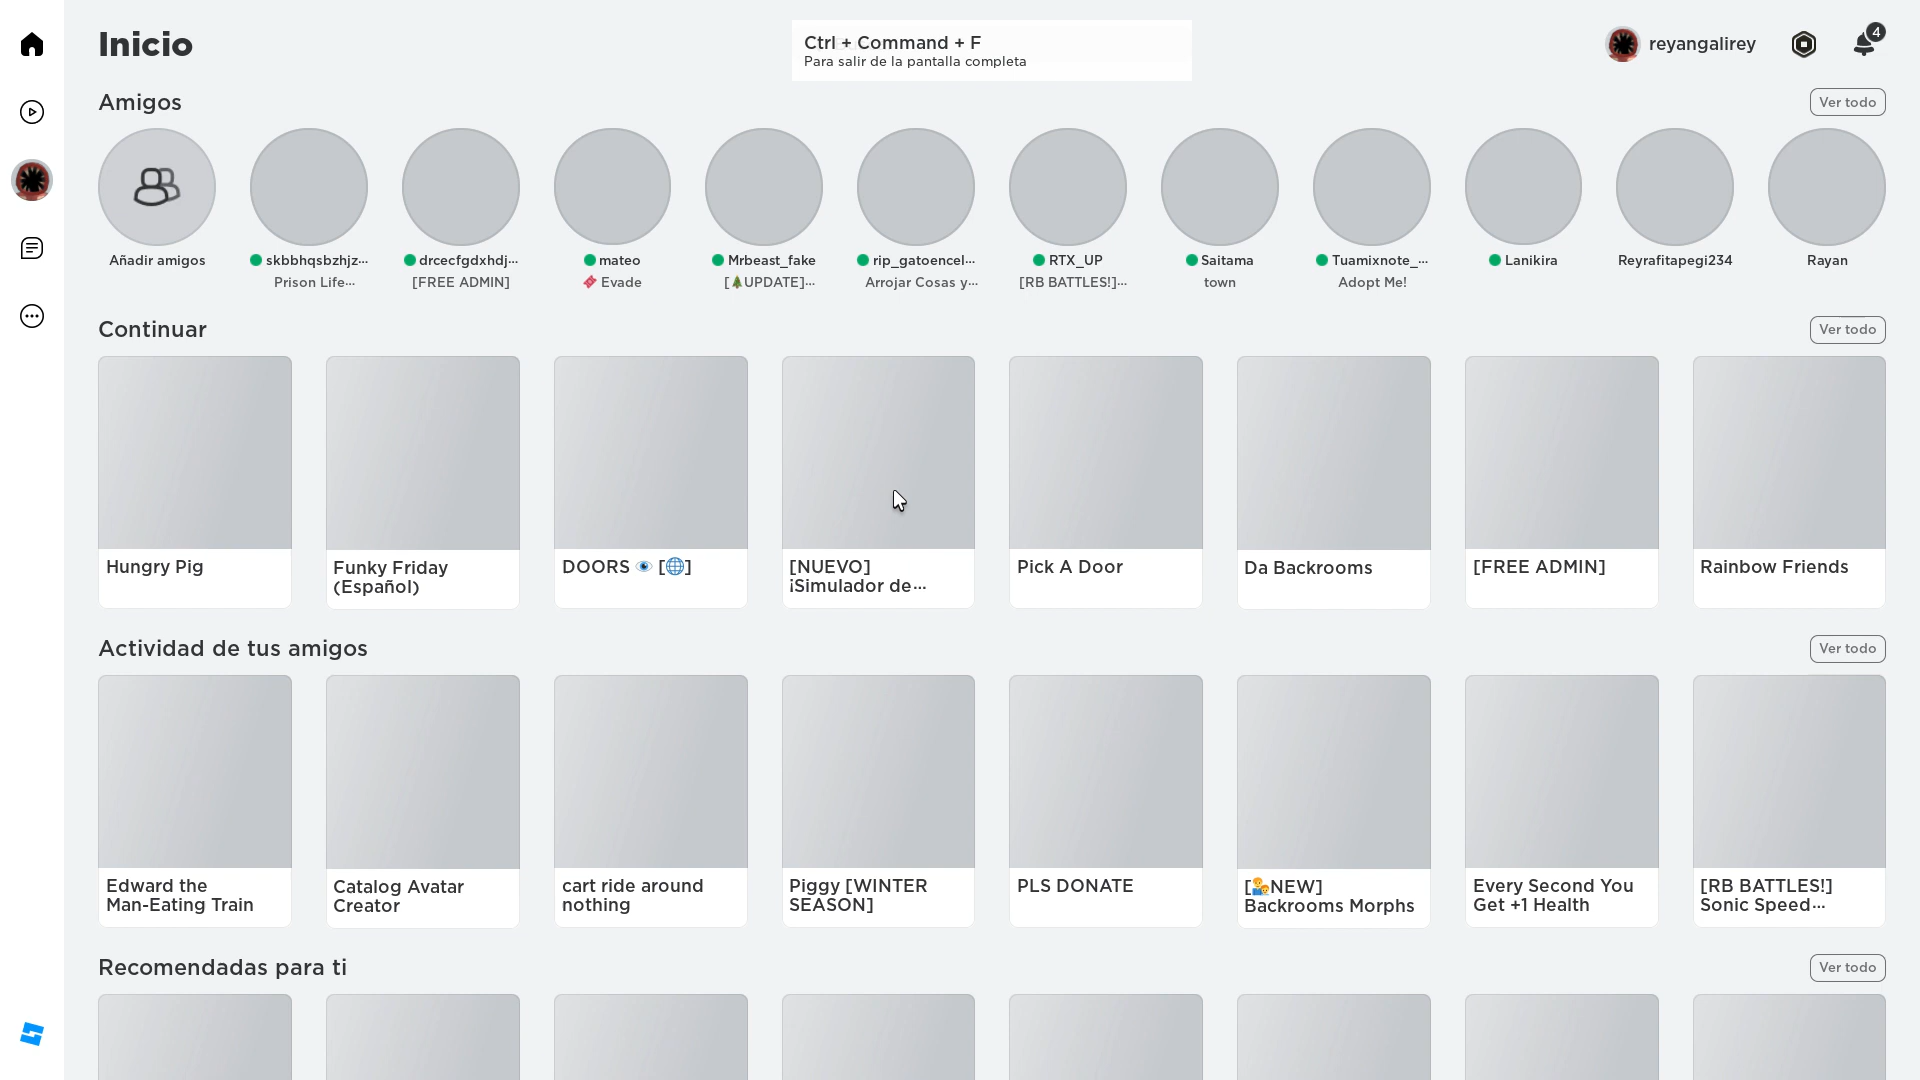 Inicio
Ctrl + Command + F
Para salir de la pantalla completa
reyangalirey
4
Amigos
Ver todo
Añadir amigos
skbbhqsbzhjz...
Prison Life...
drcecfgdxhdj...
[FREE ADMIN]
mateo
Evade
Mrbeast_fake
[🎄UPDATE]...
rip_gatoencel...
Arrojar Cosas y...
RTX_UP
[RB BATTLES!]...
Saitama
town
Tuamixnote_...
Adopt Me!
Lanikira
Reyrafitapegi234
Rayan
Continuar
Ver todo
Hungry Pig
Funky Friday
(Español)
DOORS 👁️ [🌐]
[NUEVO]
¡Simulador de...
Pick A Door
Da Backrooms
[FREE ADMIN]
Rainbow Friends
Actividad de tus amigos
Ver todo
Edward the
Man-Eating Train
Catalog Avatar
Creator
cart ride around
nothing
Piggy [WINTER
SEASON]
PLS DONATE
[👨‍👧NEW]
Backrooms Morphs
Every Second You
Get +1 Health
[RB BATTLES!]
Sonic Speed...
Recomendadas para ti
Ver todo